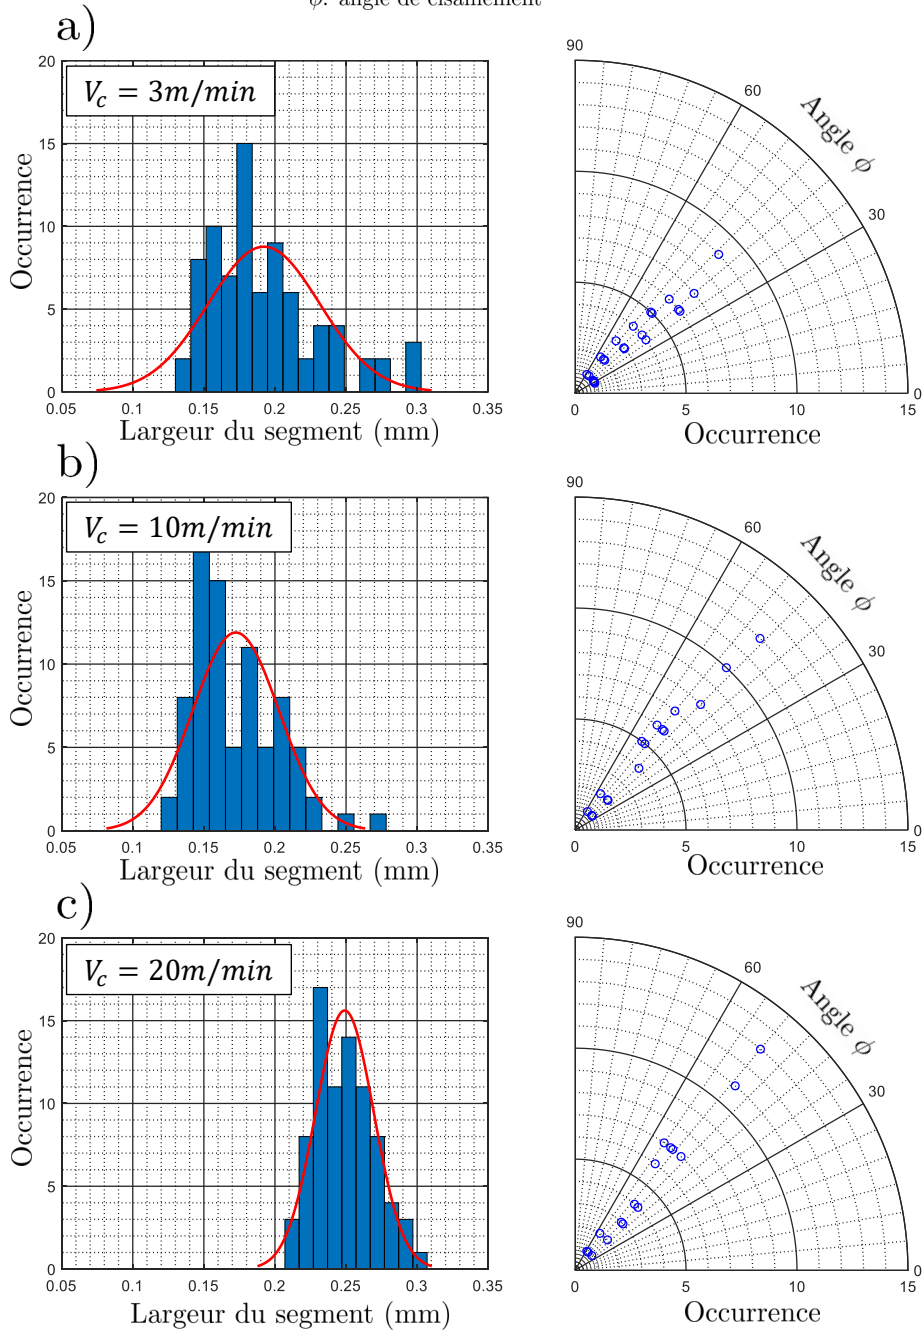 φ: angle de cisaillement
a)
V_c = 3m/min
20
15
10
5
0
Occurrence
0.05 0.1 0.15 0.2 0.25 0.3 0.35
Largeur du segment (mm)
90
60
30
0
Angle ϕ
0 5 10 15
Occurrence
b)
V_c = 10m/min
20
15
10
5
0
Occurrence
0.05 0.1 0.15 0.2 0.25 0.3 0.35
Largeur du segment (mm)
90
60
30
0
Angle ϕ
0 5 10 15
Occurrence
c)
V_c = 20m/min
20
15
10
5
0
Occurrence
0.05 0.1 0.15 0.2 0.25 0.3 0.35
Largeur du segment (mm)
90
60
30
0
Angle ϕ
0 5 10 15
Occurrence